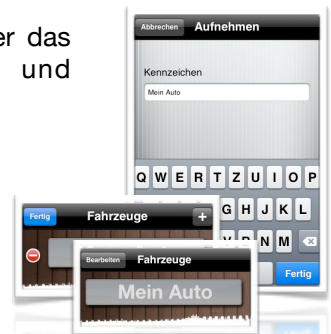 er das
und
Abbrechen Aufnehmen
Kennzeichen
Mein Auto
Q W E R T Z U I O P
G H J K L
N M
Fertig
Fertig Fahrzeuge +
Bearbeiten Fahrzeuge
Mein Auto